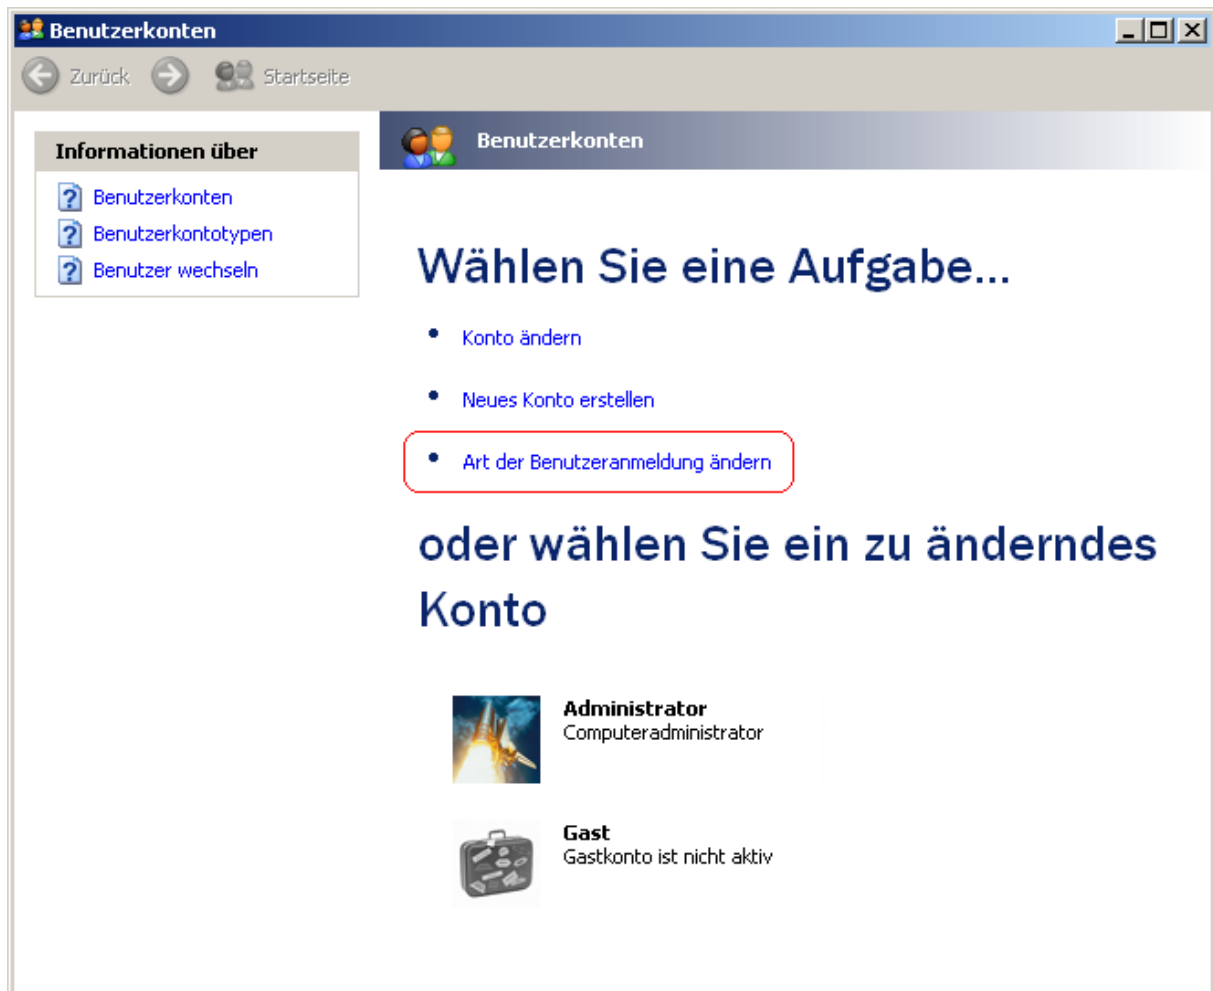 Benutzerkonten
Zurück
Startseite
Informationen über
Benutzerkonten
Benutzerkontotypen
Benutzer wechseln
Benutzerkonten
Wählen Sie eine Aufgabe...
Konto ändern
Neues Konto erstellen
Art der Benutzeranmeldung ändern
oder wählen Sie ein zu änderndes
Konto
Administrator
Computeradministrator
Gast
Gastkonto ist nicht aktiv